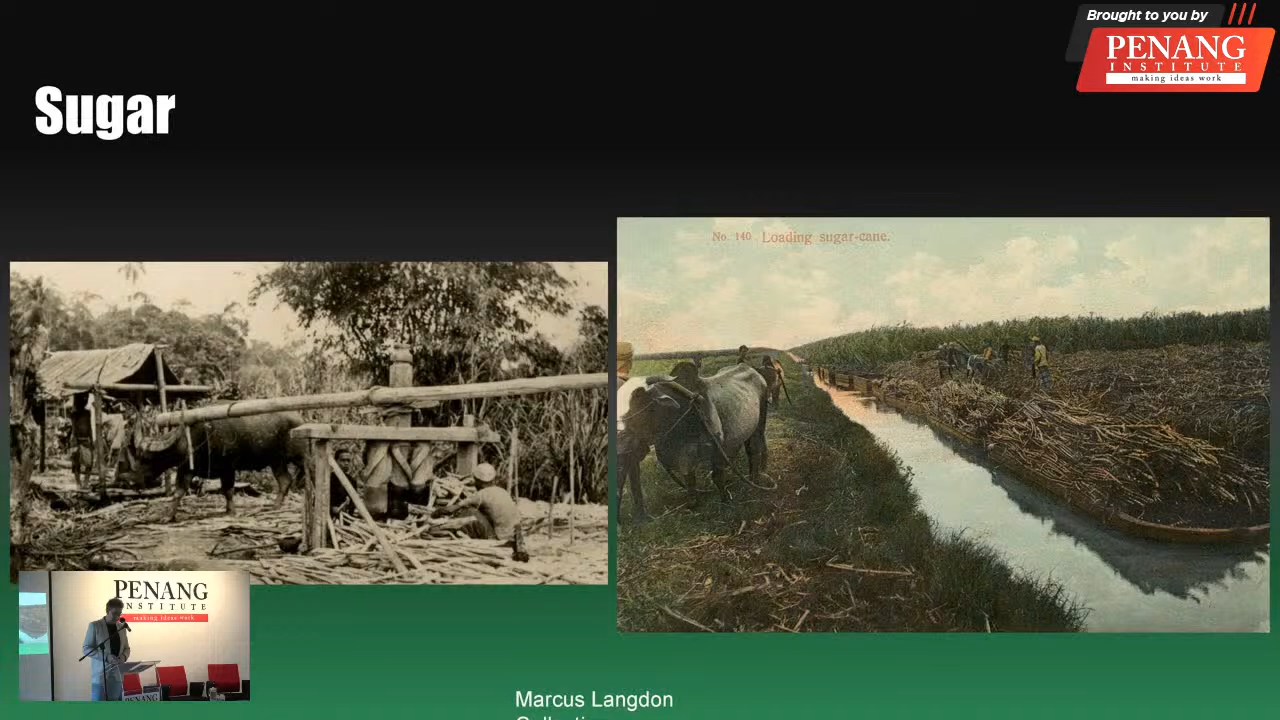 Brought to you by
PENANG
INSTITUTE
making ideas work
Sugar
No. 140 Loading sugar-cane.
PENANG
INSTITUTE
making ideas work
PENANG
Marcus Langdon